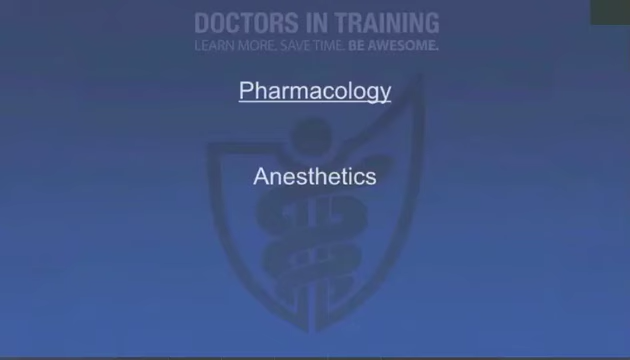 DOCTORS IN TRAINING
LEARN MORE. SAVE TIME. BE AWESOME.
Pharmacology
Anesthetics